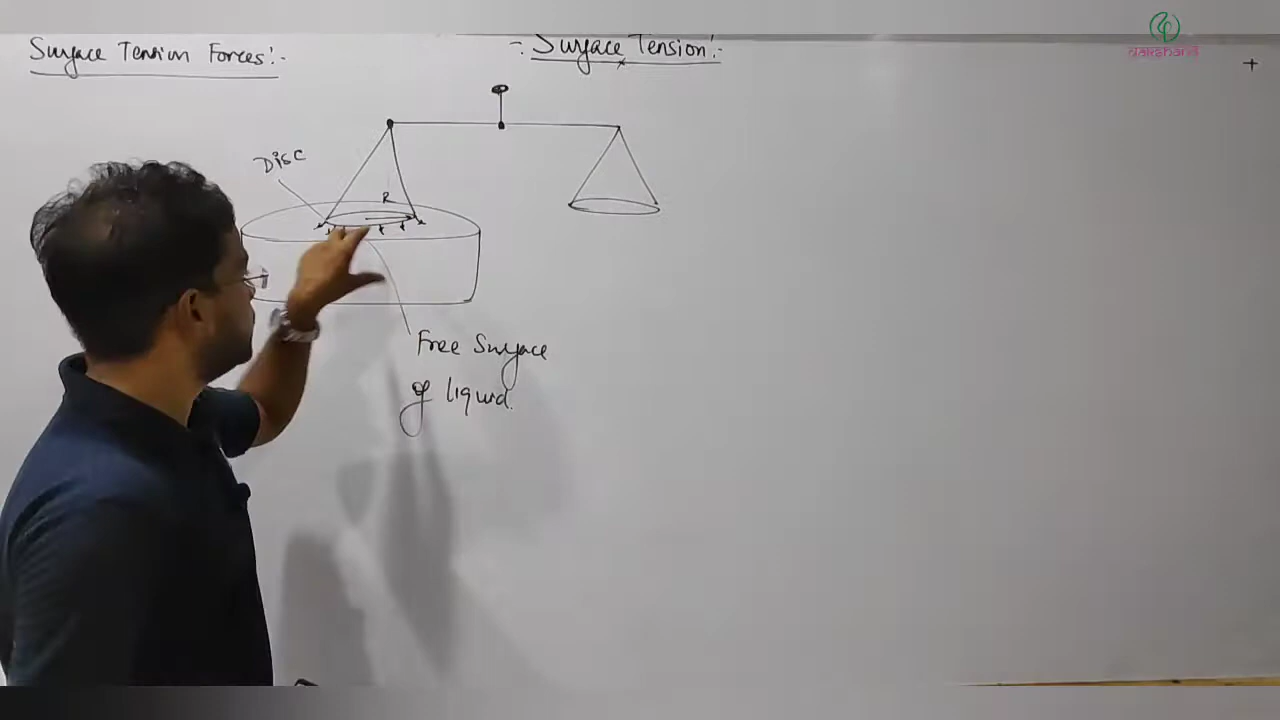 Surface Tension Forces:-
- Surface Tension:-
Disc
R
Free Surface
of liquid.